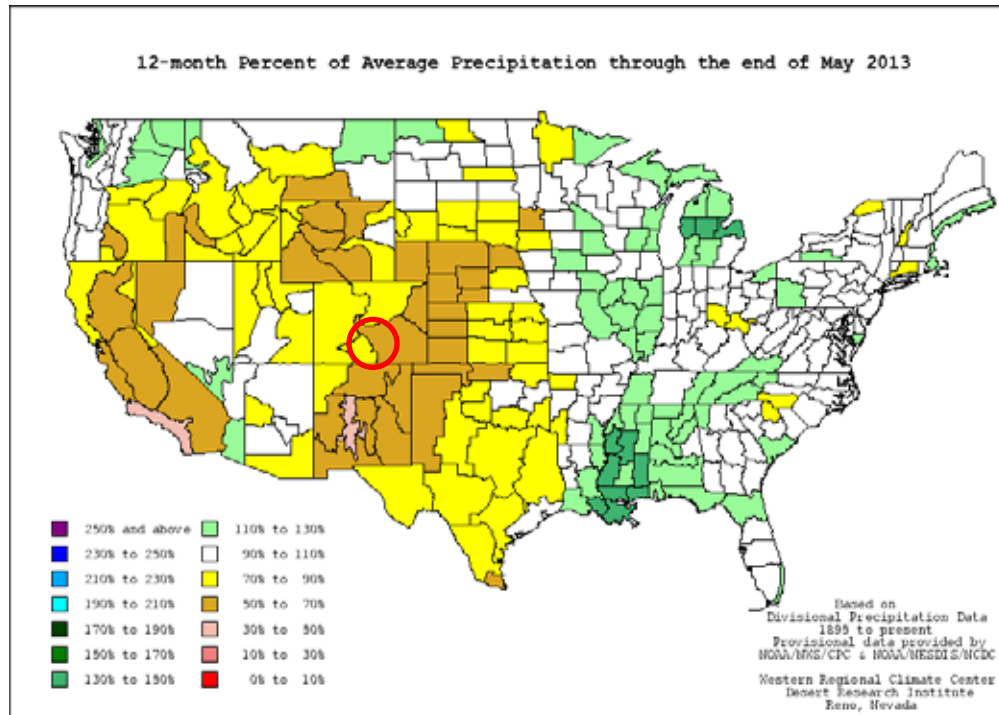 12-month Percent of Average Precipitation through the end of May 2013
250% and above
230% to 250%
210% to 230%
190% to 210%
170% to 190%
150% to 170%
130% to 150%
110% to 130%
90% to 110%
70% to 90%
50% to 70%
30% to 50%
10% to 30%
0% to 10%
Based on
Divisional Precipitation Data
1895 to present
Provisional data provided by
NOAA/NWS/CPC & NOAA/NESDIS/NCDC
Western Regional Climate Center
Desert Research Institute
Reno, Nevada